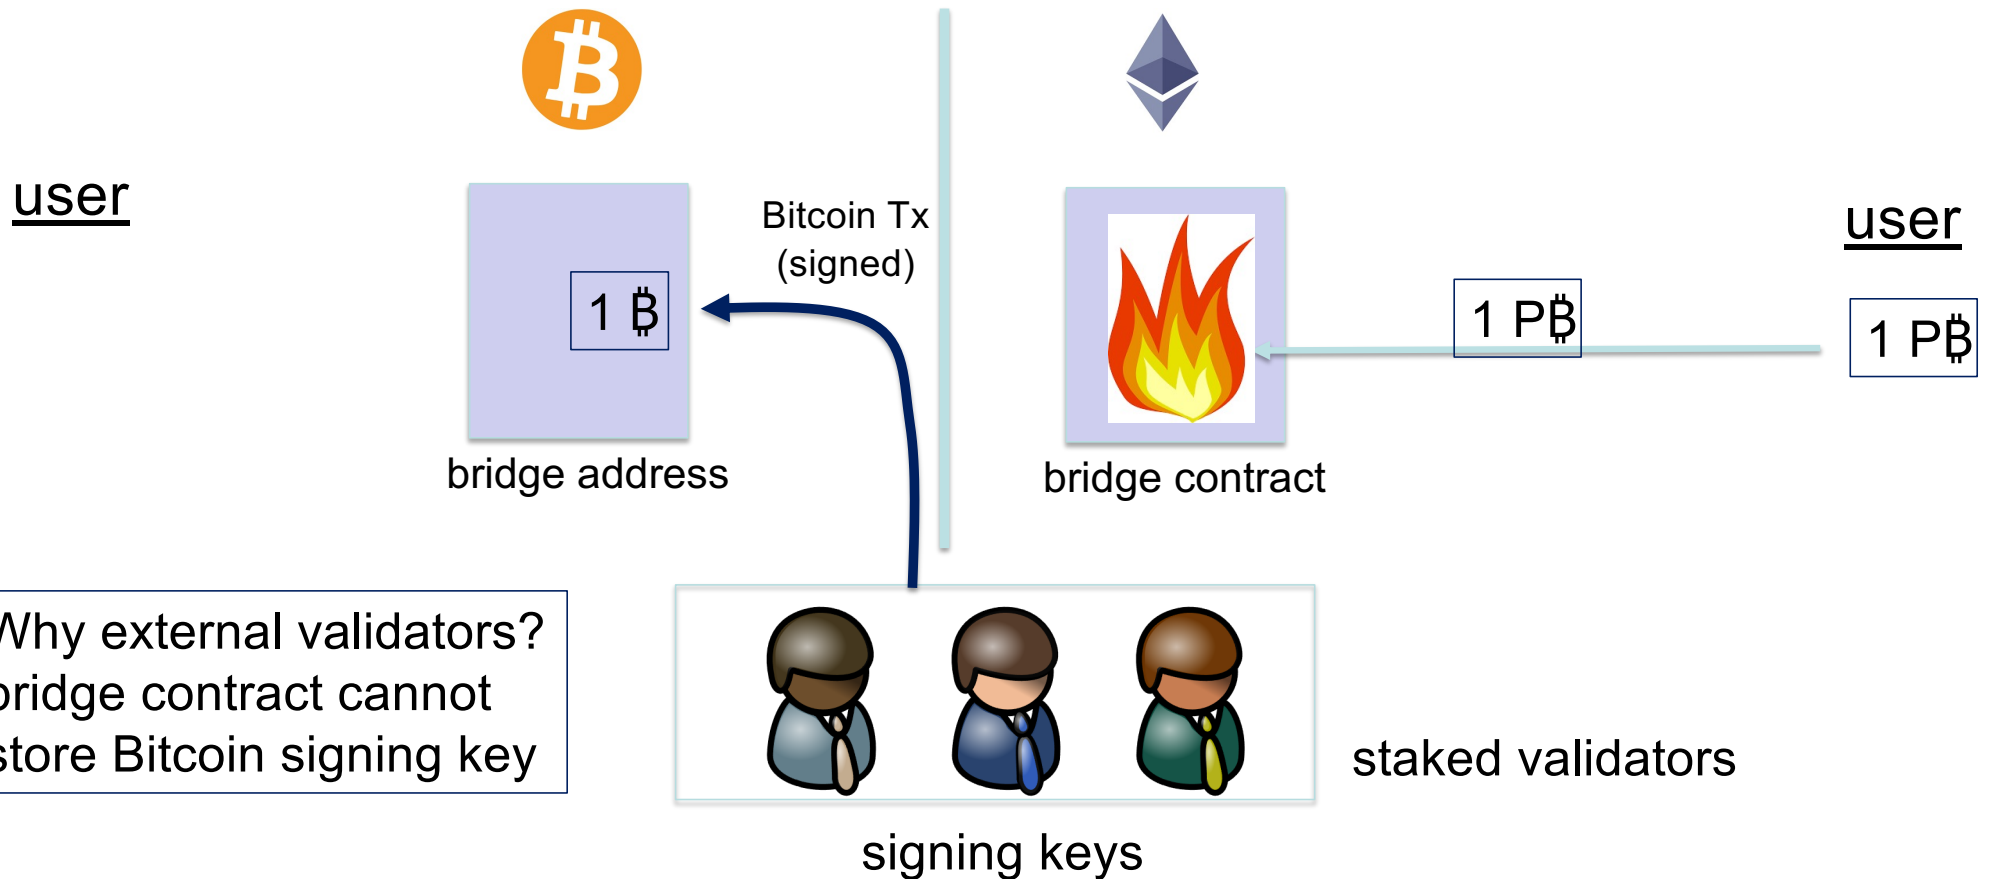 user
Bitcoin Tx
(signed)
user
1 ₿
1 P₿
1 P₿
bridge address
bridge contract
Why external validators?
bridge contract cannot
store Bitcoin signing key
staked validators
signing keys